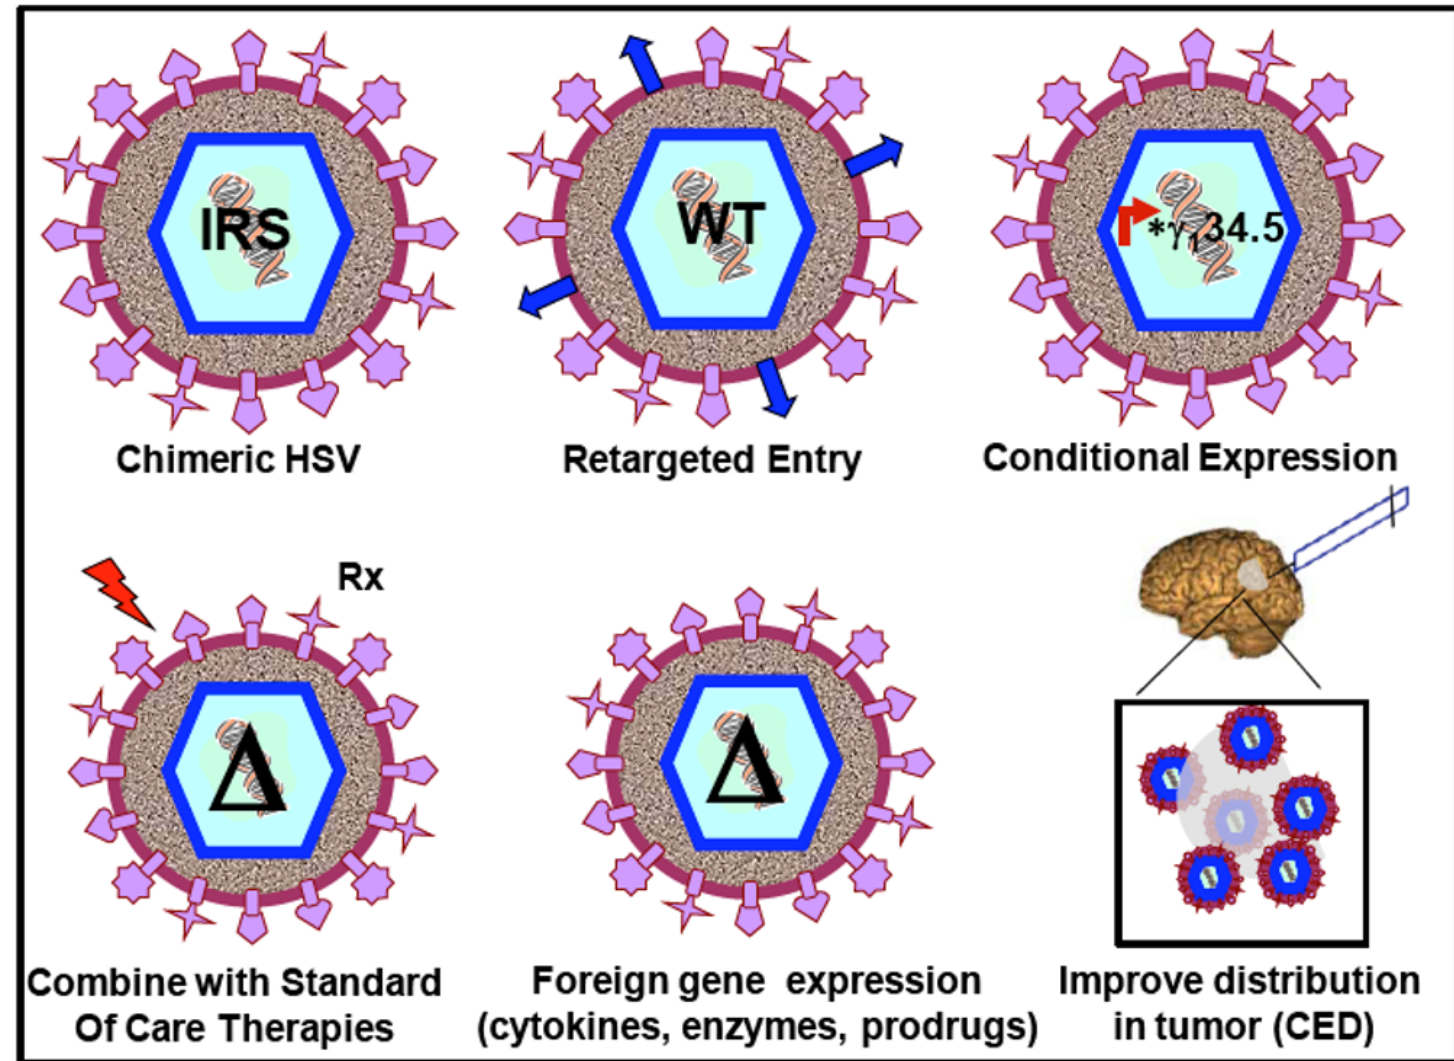 IRS
WT
*γ₁34.5
Chimeric HSV
Retargeted Entry
Conditional Expression
Rx
Δ
Δ
Combine with Standard
Of Care Therapies
Foreign gene expression
(cytokines, enzymes, prodrugs)
Improve distribution
in tumor (CED)